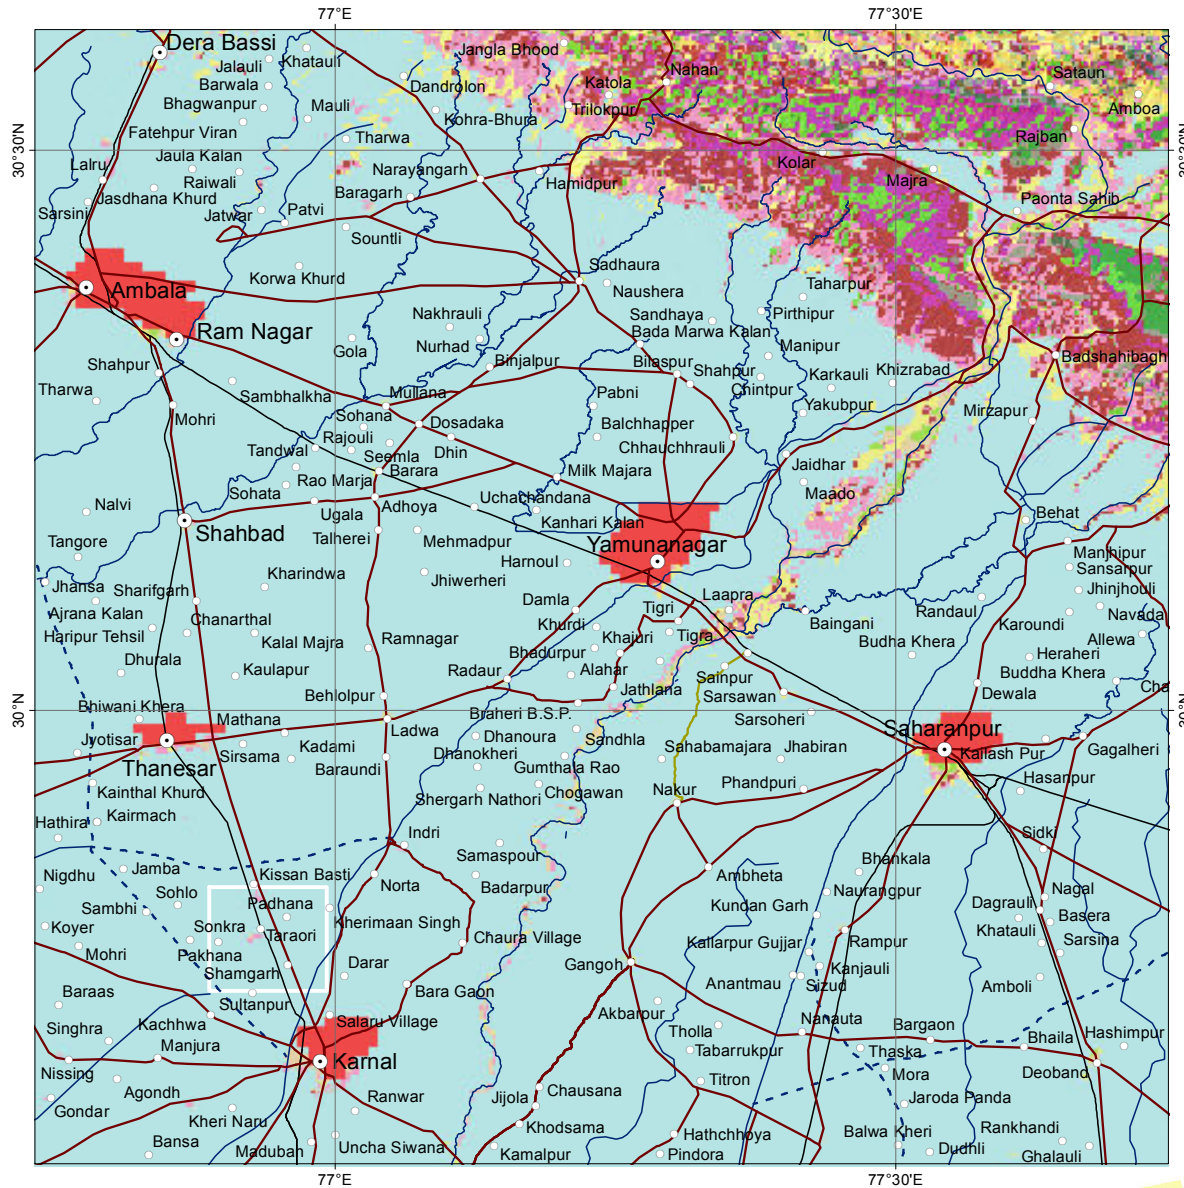 77°E
77°30'E
Dera Bassi
Jangla Bhood
Khatauli
Jalauli
Nahan
Sataun
Barwala
Katola
Dandrolon
Bhagwanpur
Mauli
Trilokpur
Amboa
Kohra-Bhura
Fatehpur Viran
Tharwa
Rajban
30°30'N
30°30'N
Jaula Kalan
Lalru
Narayangarh
Kolar
Raiwali
Hamidpur
Majra
Baragarh
Jasdhana Khurd
Paonta Sahib
Sarsini
Jatwar
Patvi
Sountli
Sadhaura
Korwa Khurd
Taharpur
Ambala
Naushera
Nakhrauli
Sandhaya
Pirthipur
Ram Nagar
Bada Marwa Kalan
Nurhad
Manipur
Gola
Binjalpur
Bilaspur
Badshahibagh
Shahpur
Shahpur
Khizrabad
Karkauli
Tharwa
Mullana
Pabni
Chintpur
Sambhalkha
Yakubpur
Mirzapur
Mohri
Sohana
Dosadaka
Balchhapper
Rajouli
Tandwal
Dhin
Chhauchhrauli
Seemla
Jaidhar
Barara
Milk Majara
Rao Marja
Sohata
Maado
Uchachandana
Nalvi
Adhoya
Ugala
Behat
Kanhari Kalan
Shahbad
Talherei
Tangore
Mehmadpur
Yamunanagar
Manjhipur
Harnoul
Sansarpur
Jhansa
Kharindwa
Jhiwerheri
Sharifgarh
Jhinjhouli
Laapra
Damla
Tigri
Ajrana Kalan
Randaul
Navada
Chanarthal
Khurdi
Baingani
Karoundi
Haripur Tehsil
Kalal Majra
Ramnagar
Khajuri
Tigra
Budha Khera
Allewa
Bhadurpur
Dhurala
Heraheri
Kaulapur
Radaur
Alahar
Sainpur
Buddha Khera
Jathlana
Cha
Behlolpur
Sarsawan
Dewala
30°N
30°N
Bhiwani Khera
Braheri B.S.P.
Mathana
Sarsoheri
Ladwa
Saharanpur
Jyotisar
Dhanoura
Sandhla
Kadami
Sahabamajara
Jhabiran
Gagalheri
Sirsama
Dhanokheri
Kailash Pur
Thanesar
Baraundi
Gumthala Rao
Hasanpur
Phandpuri
Kainthal Khurd
Nakur
Shergarh Nathori
Chogawan
Kairmach
Hathira
Indri
Sidki
Samaspour
Bhankala
Jamba
Nigdhu
Kissan Basti
Ambheta
Norta
Badarpur
Sohlo
Naurangpur
Nagal
Padhana
Dagrauli
Sambhi
Kundan Garh
Basera
Kherimaan Singh
Koyer
Sonkra
Khatauli
Taraori
Chaura Village
Kallarpur Gujjar
Rampur
Sarsina
Mohri
Pakhana
Darar
Gangoh
Kanjauli
Shamgarh
Anantmau
Sizud
Amboli
Baraas
Bara Gaon
Sultanpur
Akbarpur
Kachhwa
Salaru Village
Nanauta
Singhra
Tholla
Bargaon
Hashimpur
Manjura
Bhaila
Karnal
Tabarrukpur
Thaska
Nissing
Deoband
Titron
Mora
Agondh
Chausana
Ranwar
Jijola
Jaroda Panda
Gondar
Kheri Naru
Khodsama
Hathchhoya
Balwa Kheri
Rankhandi
Bansa
Uncha Siwana
Maduban
Kamalpur
Pindora
Dudhli
Ghalauli
77°E
77°30'E